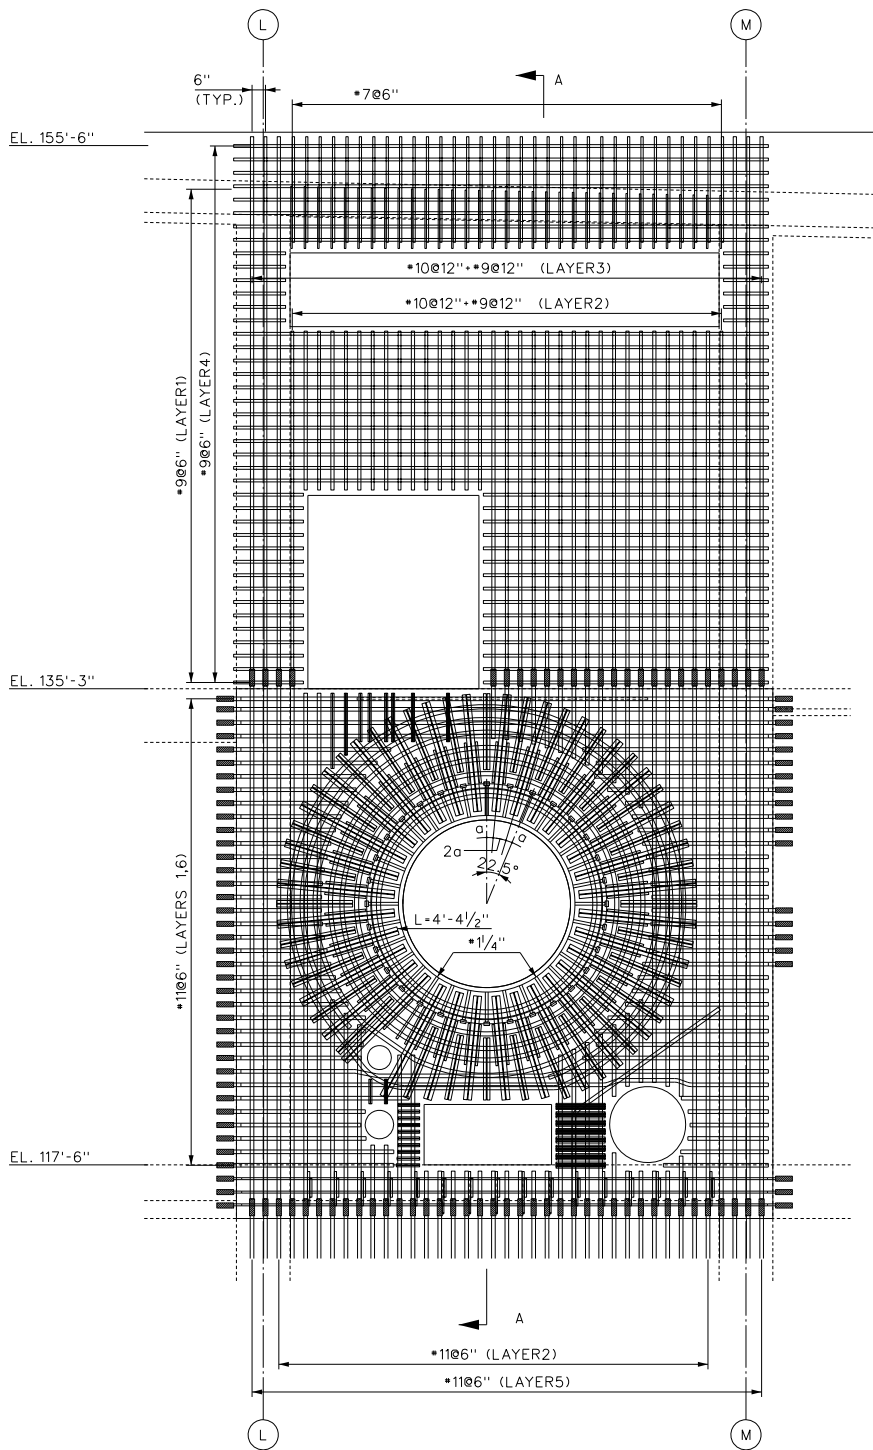 L
M
6"
(TYP.)
*7@6"
A
EL. 155'-6"
*10@12"+*9@12" (LAYER3)
*10@12"+*9@12" (LAYER2)
*9@6" (LAYER1)
*9@6" (LAYER4)
EL. 135'-3"
a
a
2a
22.5°
L=4'-4 1/2"
*1 1/4"
*11@6" (LAYERS 1,6)
EL. 117'-6"
A
*11@6" (LAYER2)
*11@6" (LAYER5)
L
M